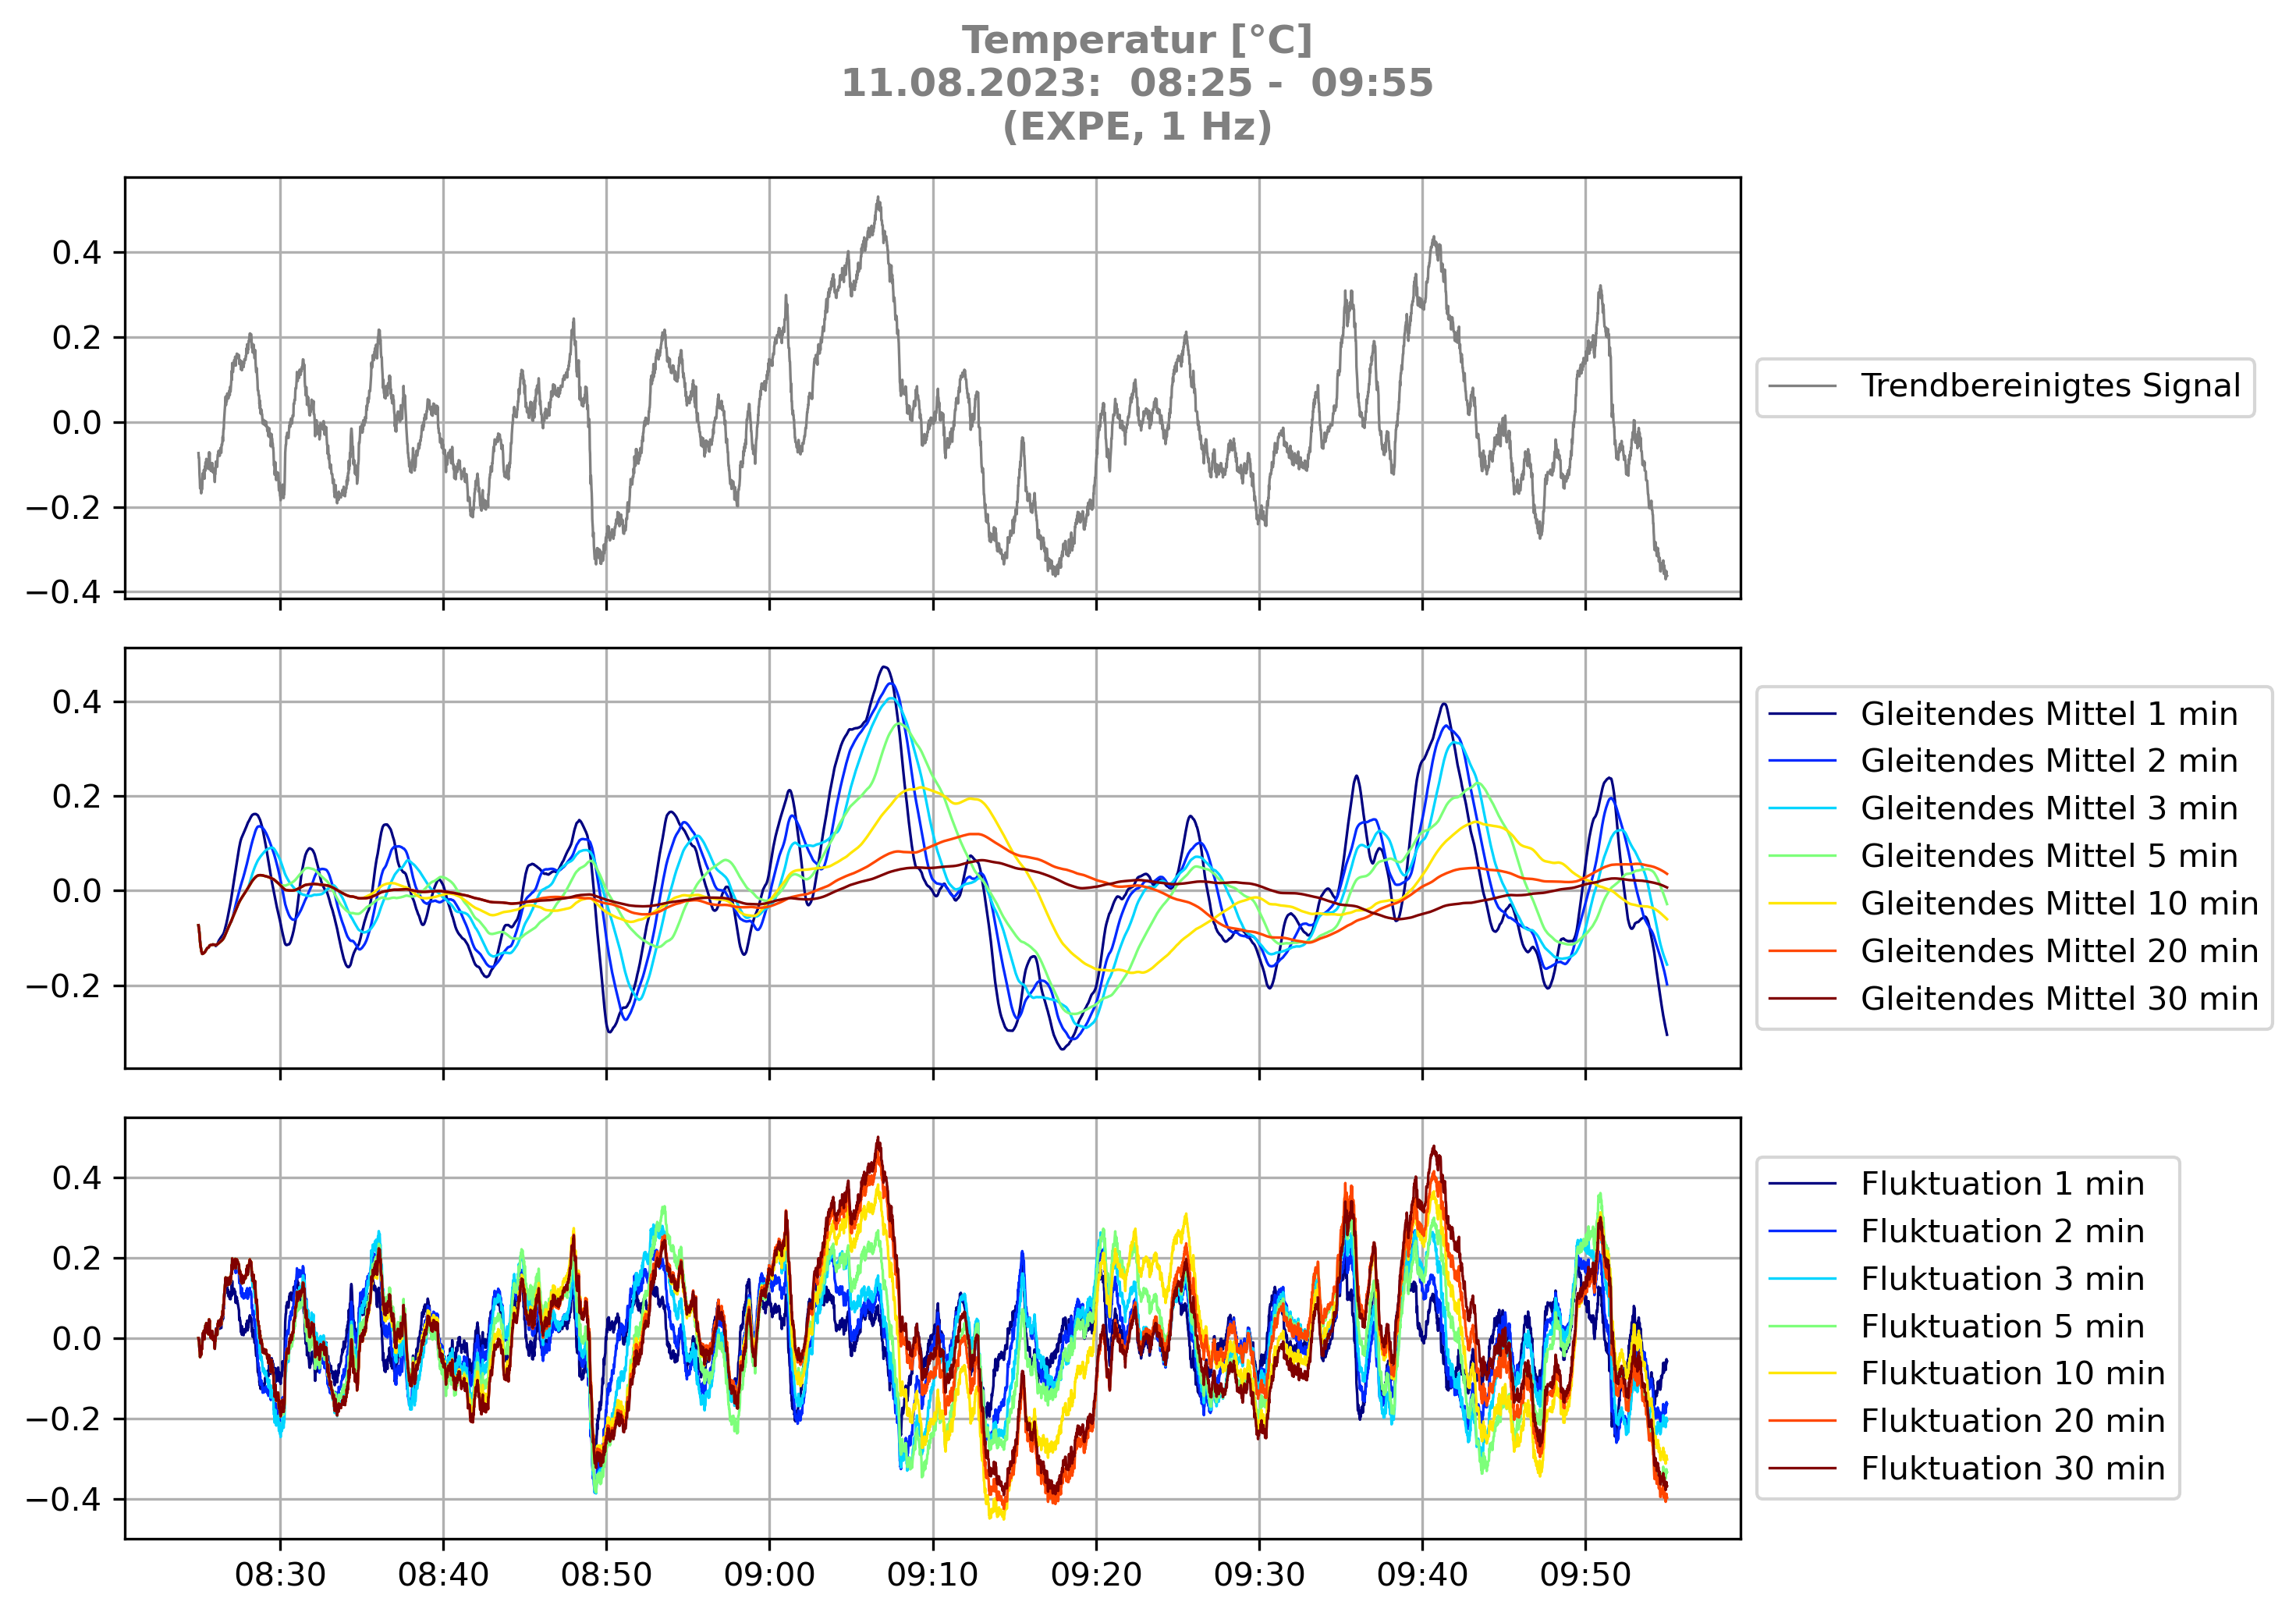 Temperatur [°C]
11.08.2023:  08:25 -  09:55
(EXPE, 1 Hz)
0.4
0.2
0.0
−0.2
−0.4
Trendbereinigtes Signal
0.4
0.2
0.0
−0.2
Gleitendes Mittel 1 min
Gleitendes Mittel 2 min
Gleitendes Mittel 3 min
Gleitendes Mittel 5 min
Gleitendes Mittel 10 min
Gleitendes Mittel 20 min
Gleitendes Mittel 30 min
0.4
0.2
0.0
−0.2
−0.4
Fluktuation 1 min
Fluktuation 2 min
Fluktuation 3 min
Fluktuation 5 min
Fluktuation 10 min
Fluktuation 20 min
Fluktuation 30 min
08:30 08:40 08:50 09:00 09:10 09:20 09:30 09:40 09:50